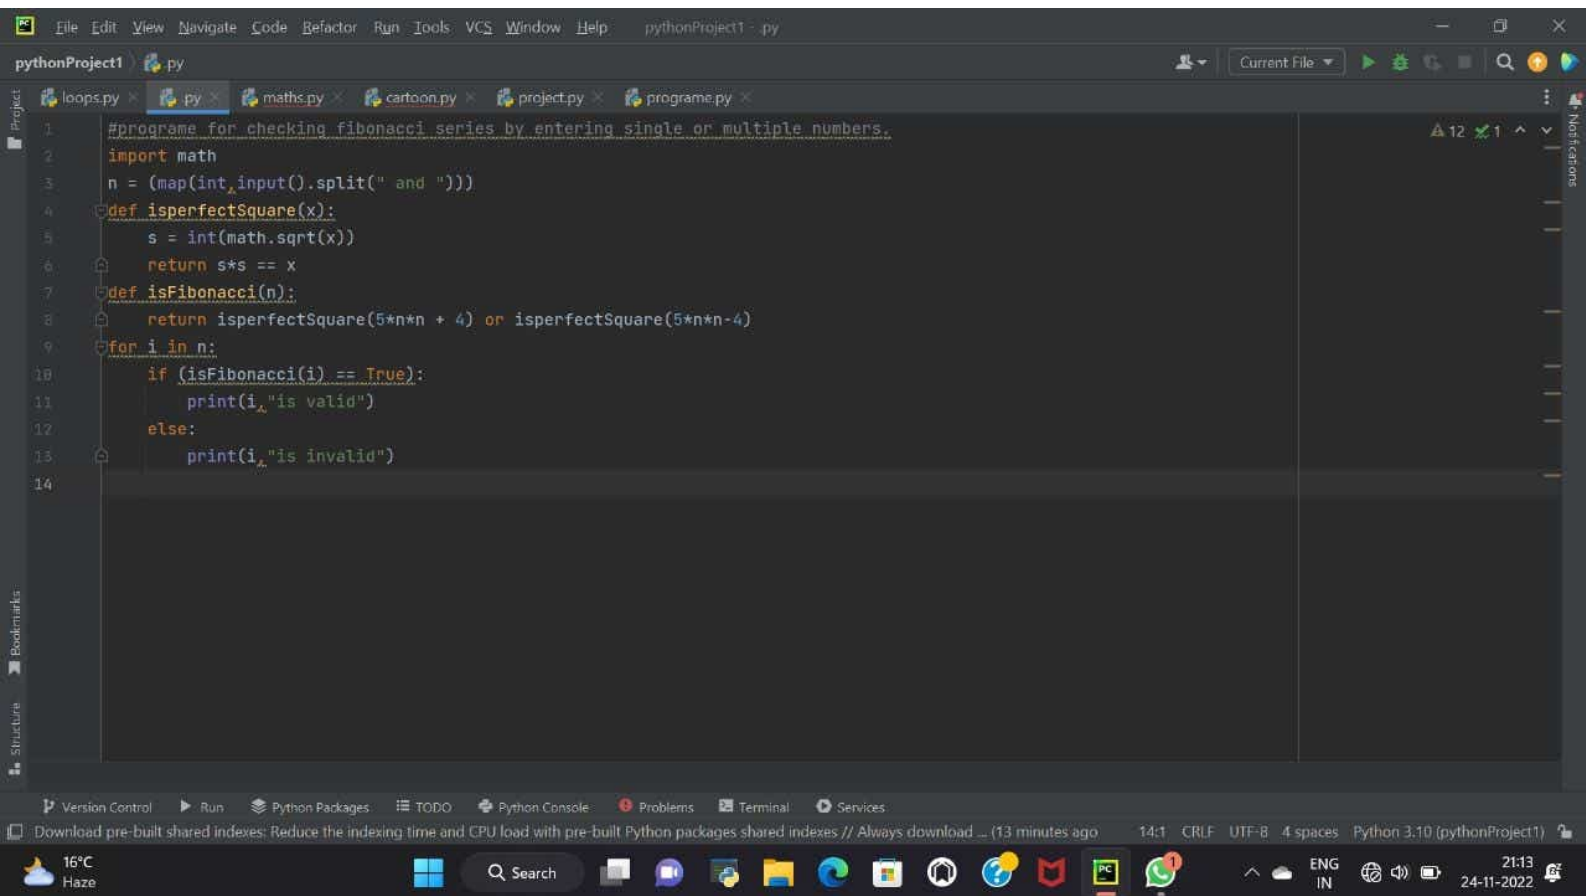 File Edit View Navigate Code Refactor Run Tools VCS Window Help pythonProject1 - .py
pythonProject1 .py Current File
loops.py .py maths.py cartoon.py project.py programe.py
Project
Notifications
12 1
1 #programe for checking fibonacci series by entering single or multiple numbers.
2 import math
3 n = (map(int,input().split(" and ")))
4 def isperfectSquare(x):
5 s = int(math.sqrt(x))
6 return s*s == x
7 def isFibonacci(n):
8 return isperfectSquare(5*n*n + 4) or isperfectSquare(5*n*n-4)
9 for i in n:
10 if (isFibonacci(i) == True):
11 print(i,"is valid")
12 else:
13 print(i,"is invalid")
14
Bookmarks
Structure
Version Control Run Python Packages TODO Python Console Problems Terminal Services
Download pre-built shared indexes: Reduce the indexing time and CPU load with pre-built Python packages shared indexes // Always download ... (13 minutes ago 14:1 CRLF UTF-8 4 spaces Python 3.10 (pythonProject1)
16°C
Haze
Search
PC
1
ENG
IN
21:13
24-11-2022